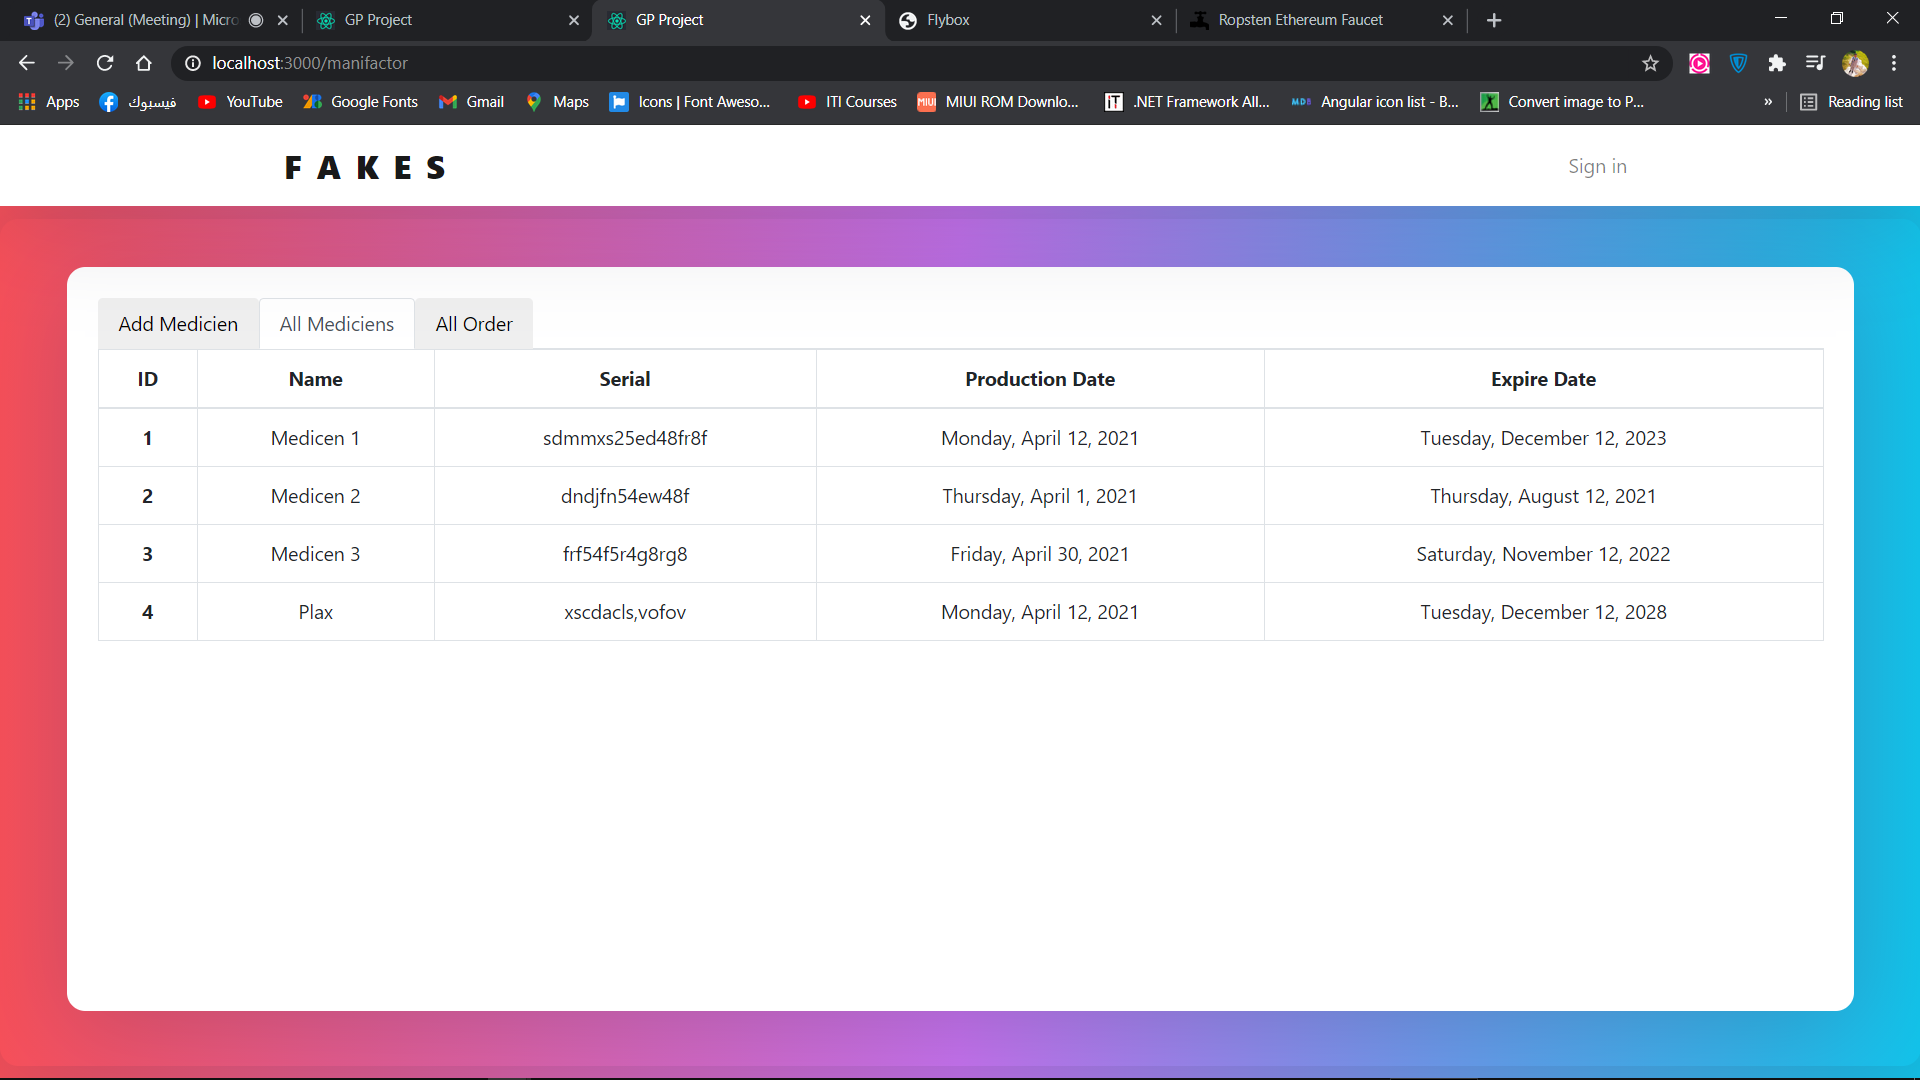 (2) General (Meeting) | Micro
GP Project
GP Project
Flybox
Ropsten Ethereum Faucet
localhost:3000/manifactor
Apps
فيسبوك
YouTube
Google Fonts
Gmail
Maps
Icons | Font Aweso...
ITI Courses
MIUI ROM Downlo...
.NET Framework All...
Angular icon list - B...
Convert image to P...
»
Reading list
FAKES
Sign in
Add Medicien
All Mediciens
All Order
ID Name Serial Production Date Expire Date
1 Medicen 1 sdmmxs25ed48fr8f Monday, April 12, 2021 Tuesday, December 12, 2023
2 Medicen 2 dndjfn54ew48f Thursday, April 1, 2021 Thursday, August 12, 2021
3 Medicen 3 frf54f5r4g8rg8 Friday, April 30, 2021 Saturday, November 12, 2022
4 Plax xscdacls,vofov Monday, April 12, 2021 Tuesday, December 12, 2028